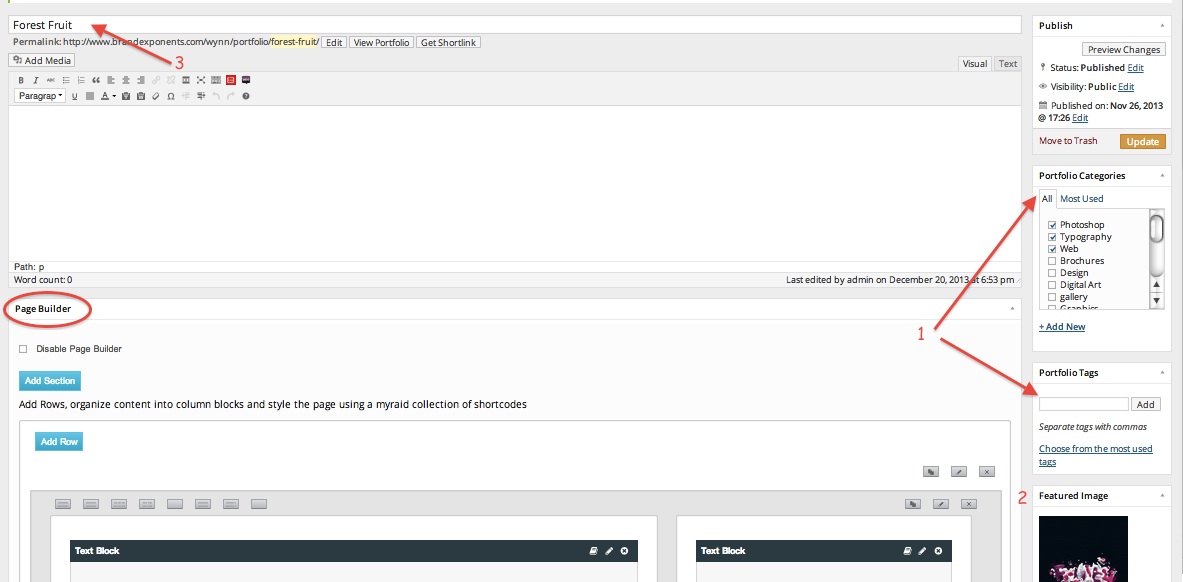 Forest Fruit
Permalink: http://www.brandexponents.com/wynn/portfolio/forest-fruit/ Edit View Portfolio Get Shortlink
3
Add Media
Visual Text
B I ABC
Paragrap U A Ω
Path: p
Word count: 0 Last edited by admin on December 20, 2013 at 6:53 pm
Page Builder
Disable Page Builder
Add Section
Add Rows, organize content into column blocks and style the page using a myraid collection of shortcodes
Add Row
Text Block
Text Block
Publish
Preview Changes
Status: Published Edit
Visibility: Public Edit
Published on: Nov 26, 2013
@ 17:26 Edit
Move to Trash Update
Portfolio Categories
All Most Used
Photoshop
Typography
Web
Brochures
Design
Digital Art
gallery
Graphics
+ Add New
1
Portfolio Tags
Add
Separate tags with commas
Choose from the most used
tags
2
Featured Image